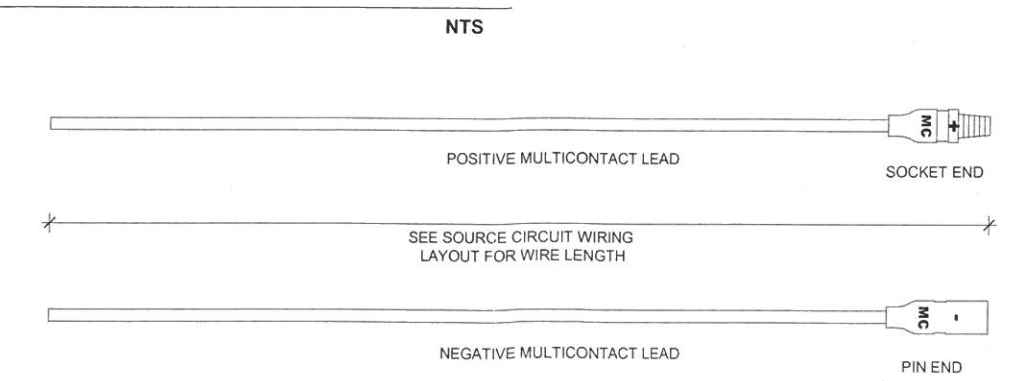 NTS
MC +
POSITIVE MULTICONTACT LEAD
SOCKET END
SEE SOURCE CIRCUIT WIRING
LAYOUT FOR WIRE LENGTH
MC -
NEGATIVE MULTICONTACT LEAD
PIN END